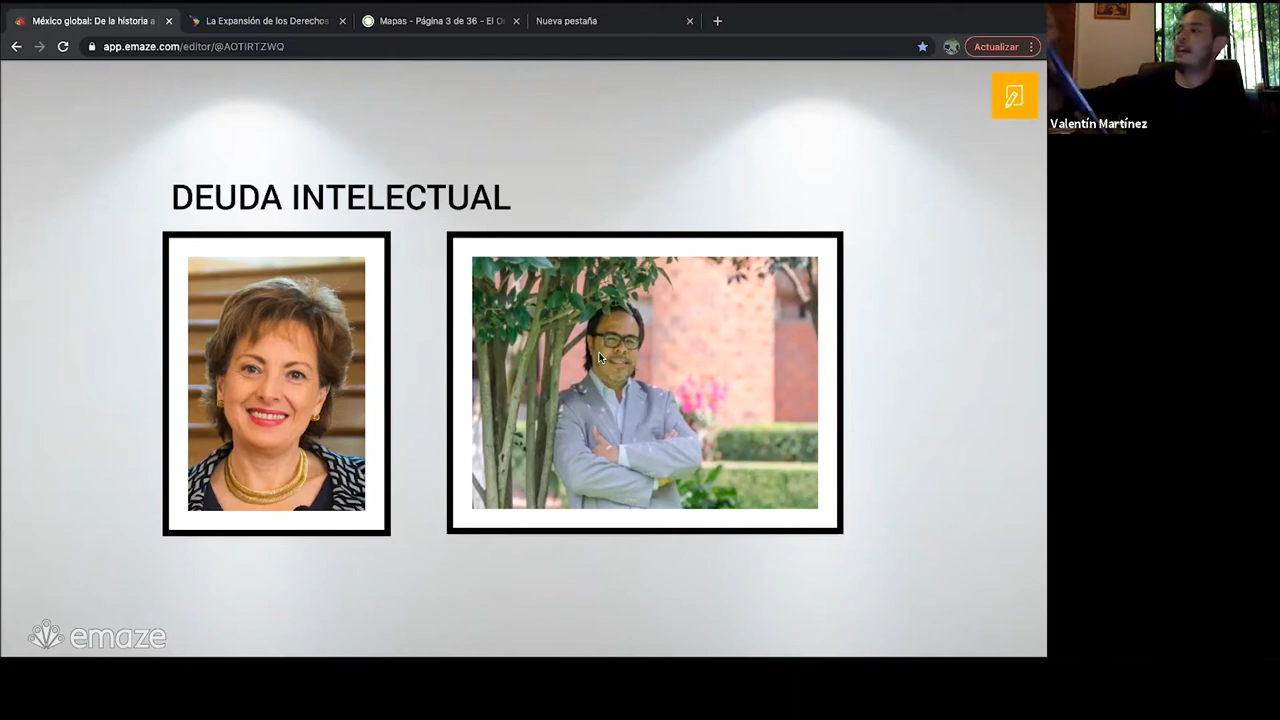 México global: De la historia a
La Expansión de los Derechos
Mapas - Página 3 de 36 - El O
Nueva pestaña
app.emaze.com/editor/@AOTIRTZWQ
Actualizar
Valentín Martínez
DEUDA INTELECTUAL
emaze